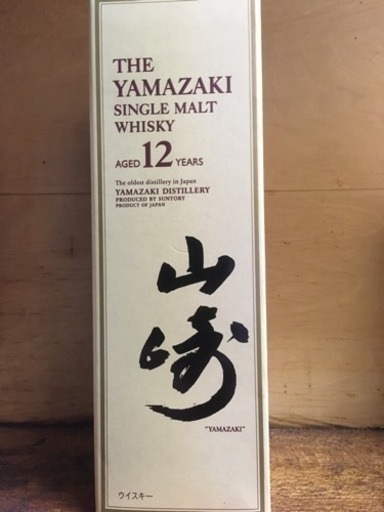 THE
YAMAZAKI
SINGLE MALT
WHISKY
AGED 12 YEARS
The oldest distillery in Japan
YAMAZAKI DISTILLERY
PRODUCED BY SUNTORY
PRODUCT OF JAPAN
山
崎
"YAMAZAKI"
ウイスキー